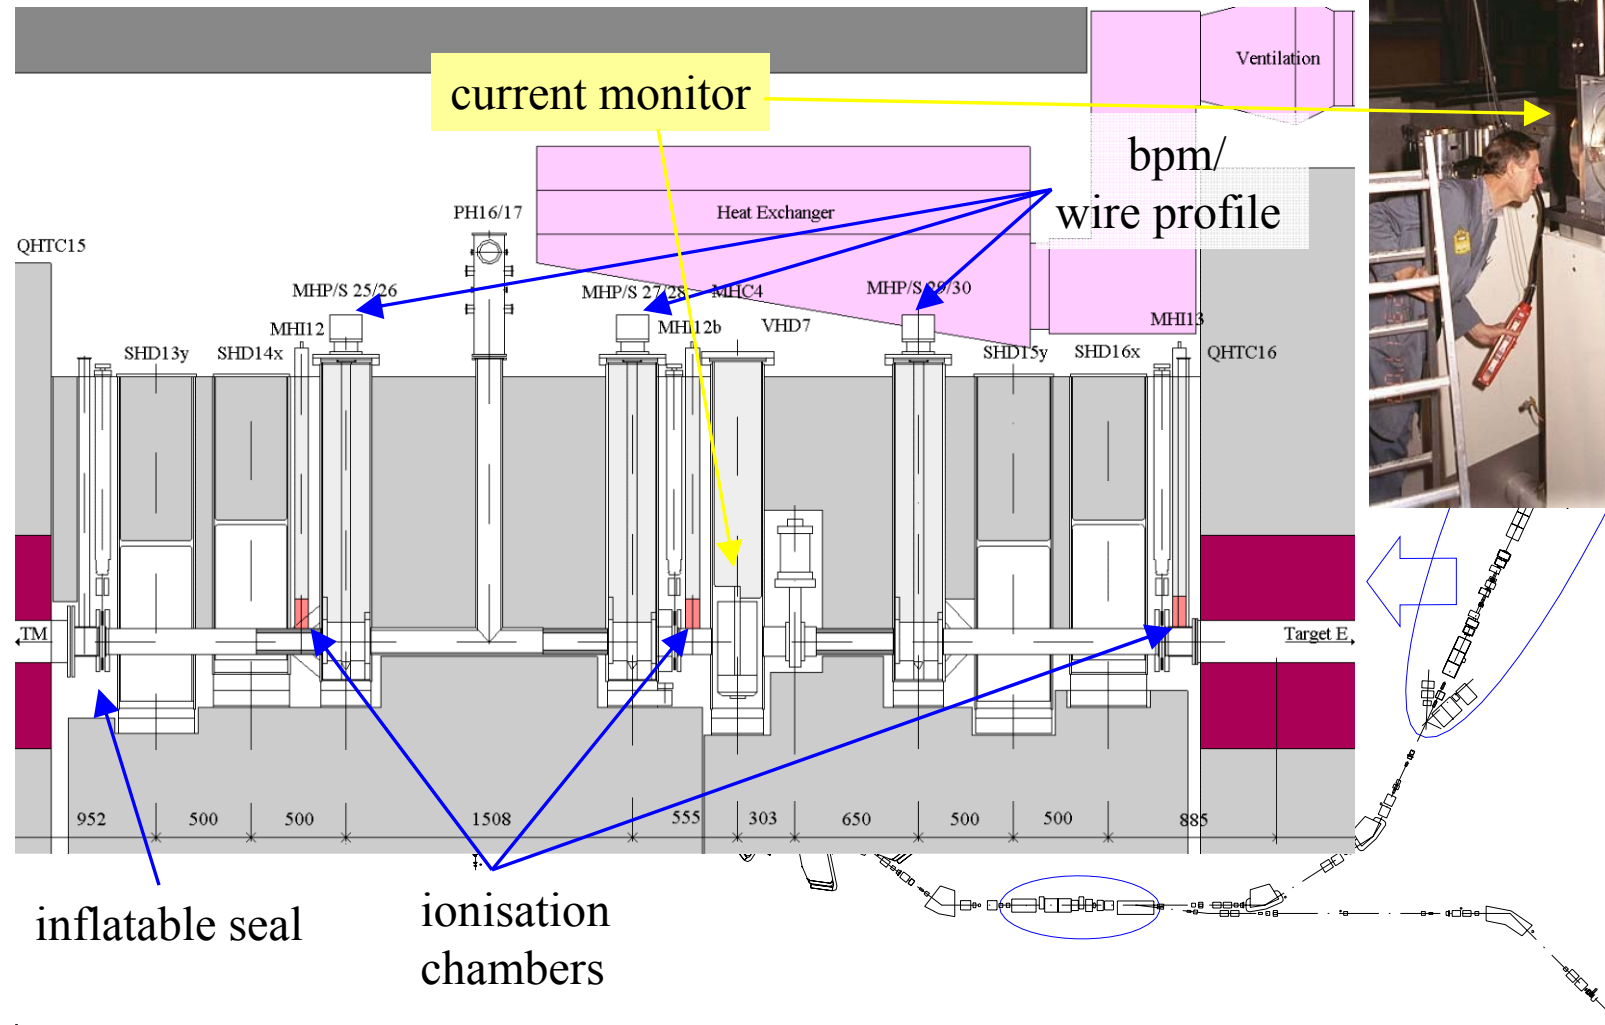 Ventilation
current monitor
bpm/
wire profile
PH16/17
Heat Exchanger
QHTC15
MHP/S 25/26
MHP/S 27/28
MHC4
MHP/S 29/30
MHI12
MHI12b
VHD7
MHI13
SHD13y
SHD14x
SHD15y
SHD16x
QHTC16
TM
Target E
952
500
500
1508
555
303
650
500
500
885
inflatable seal
ionisation
chambers